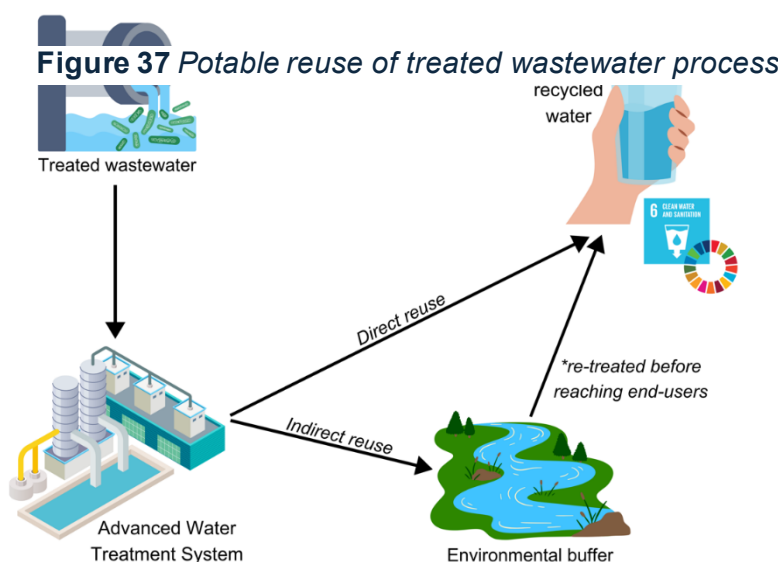 Figure 37 Potable reuse of treated wastewater process
recycled
water
Treated wastewater
6 CLEAN WATER
AND SANITATION
Direct reuse
*re-treated before
reaching end-users
Indirect reuse
Advanced Water
Treatment System
Environmental buffer